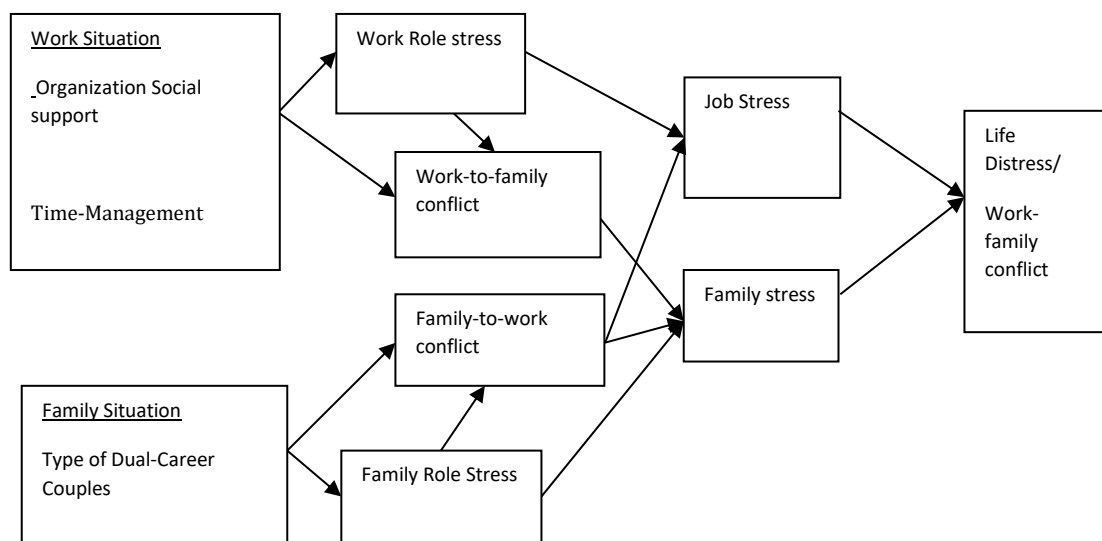 Work Situation
Organization Social
support
Time-Management
Work Role stress
Work-to-family
conflict
Job Stress
Life
Distress/
Work-
family
conflict
Family-to-work
conflict
Family stress
Family Situation
Type of Dual-Career
Couples
Family Role Stress